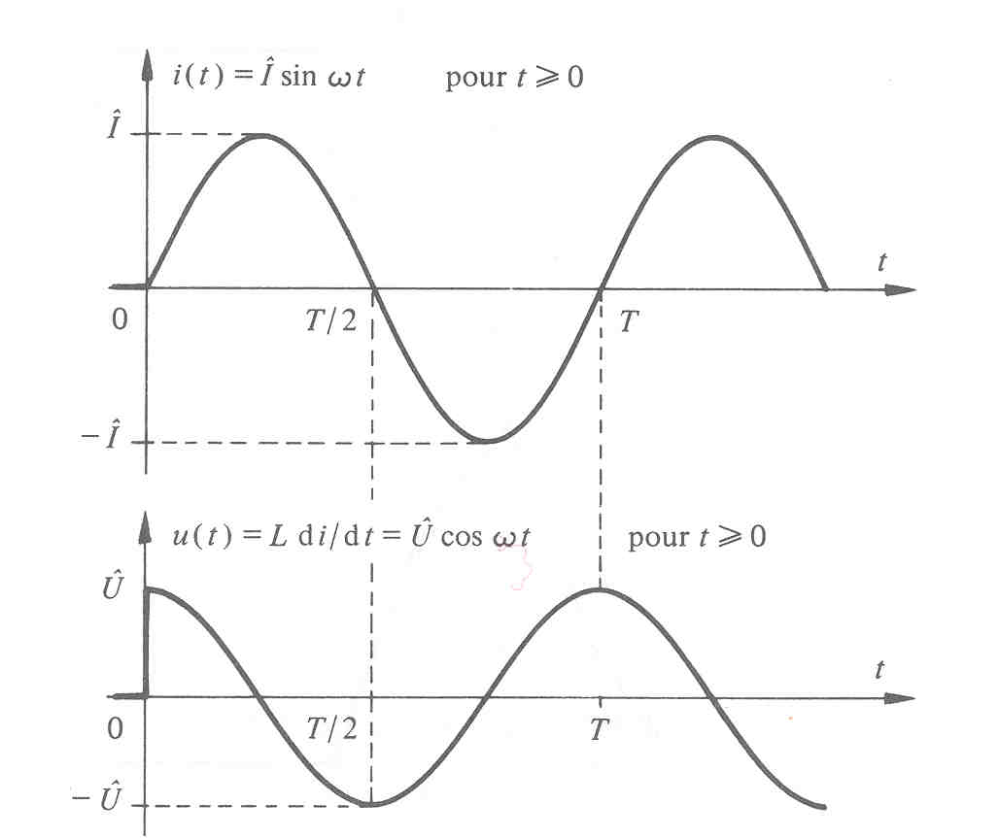 i(t) = Î sin ωt pour t ⩾ 0
Î
t
0 T/2 T
−Î
u(t) = L di/dt = Û cos ωt pour t ⩾ 0
Û
t
0 T/2 T
−Û